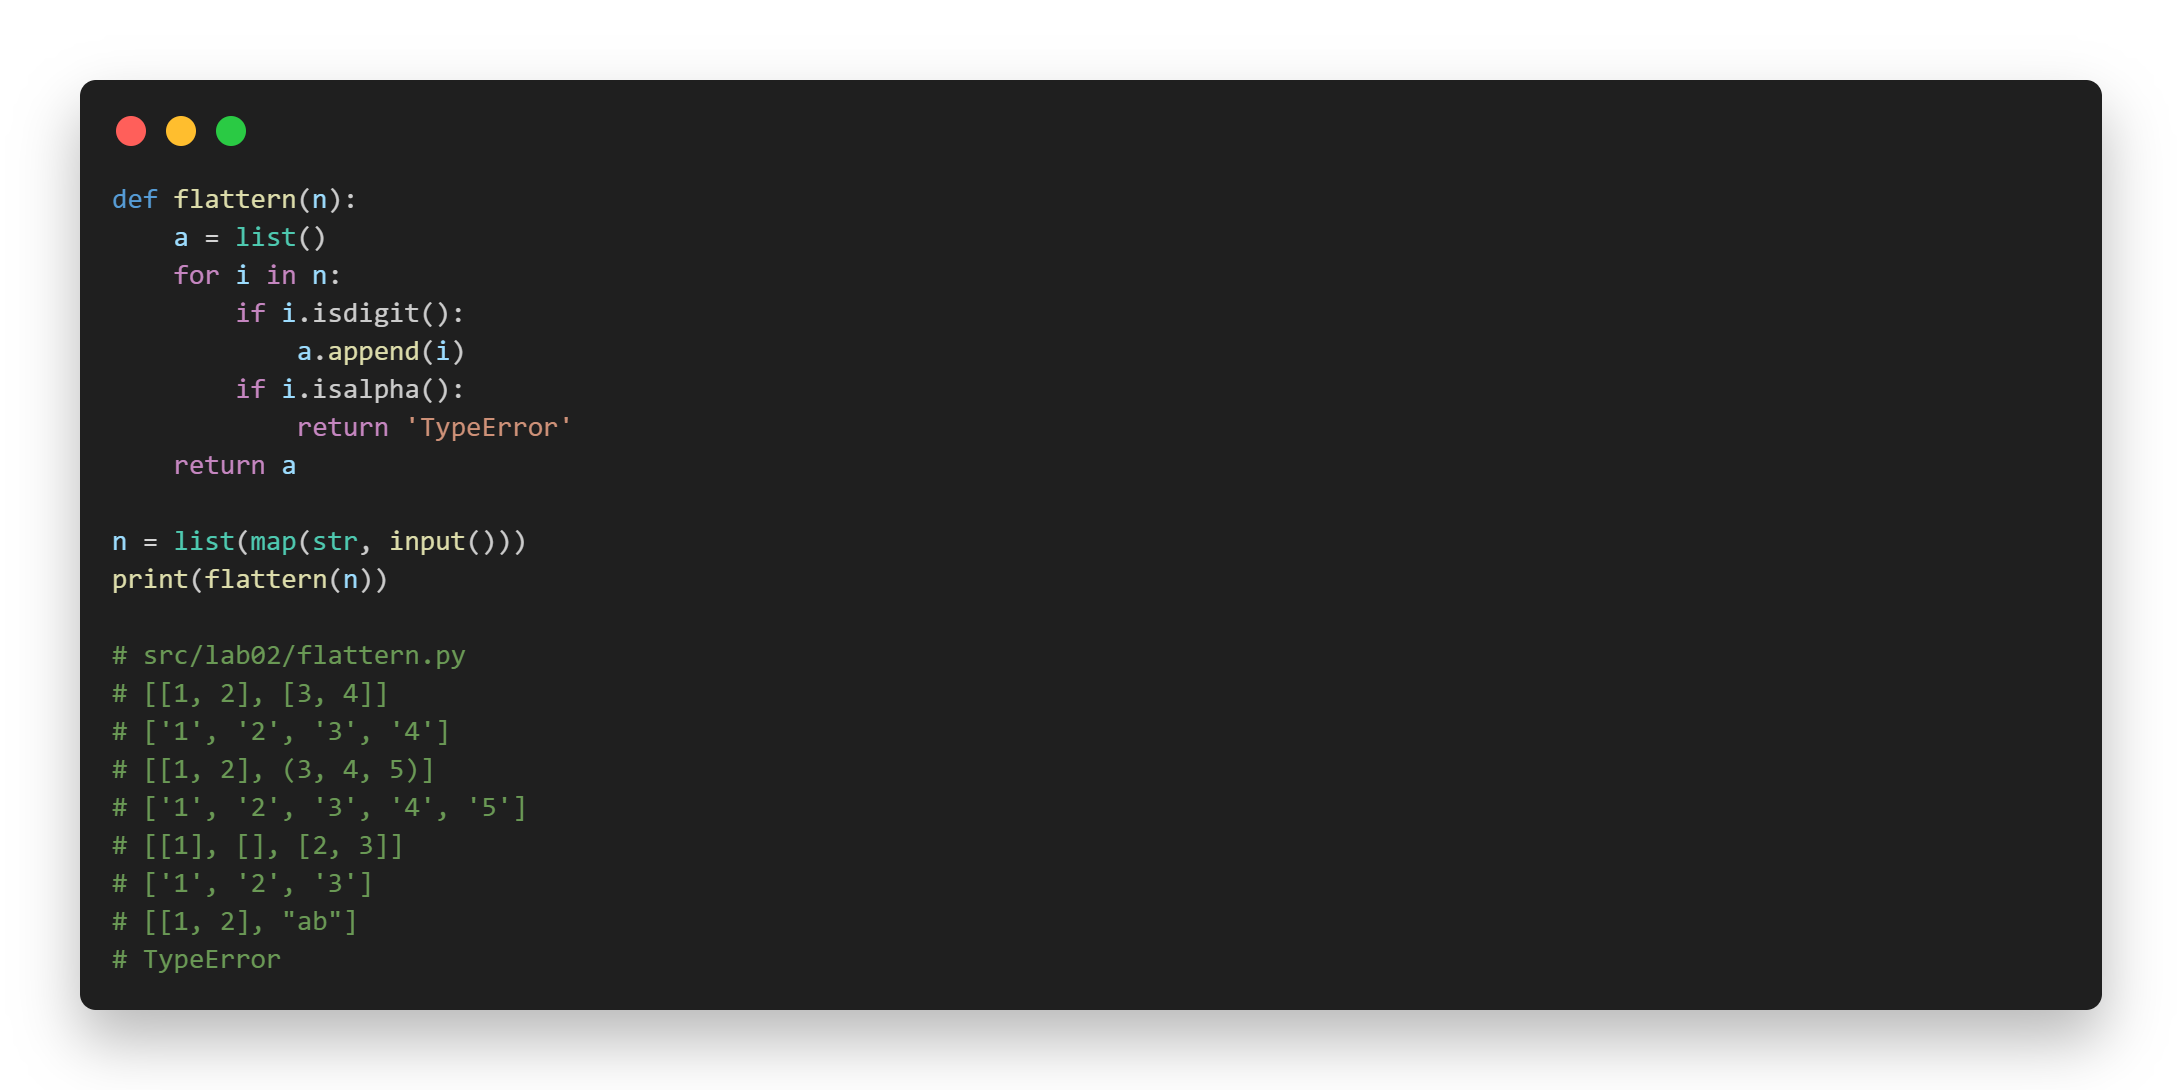 def flattern(n):
    a = list()
    for i in n:
        if i.isdigit():
            a.append(i)
        if i.isalpha():
            return 'TypeError'
    return a

n = list(map(str, input()))
print(flattern(n))

# src/lab02/flattern.py
# [[1, 2], [3, 4]]
# ['1', '2', '3', '4']
# [[1, 2], (3, 4, 5)]
# ['1', '2', '3', '4', '5']
# [[1], [], [2, 3]]
# ['1', '2', '3']
# [[1, 2], "ab"]
# TypeError